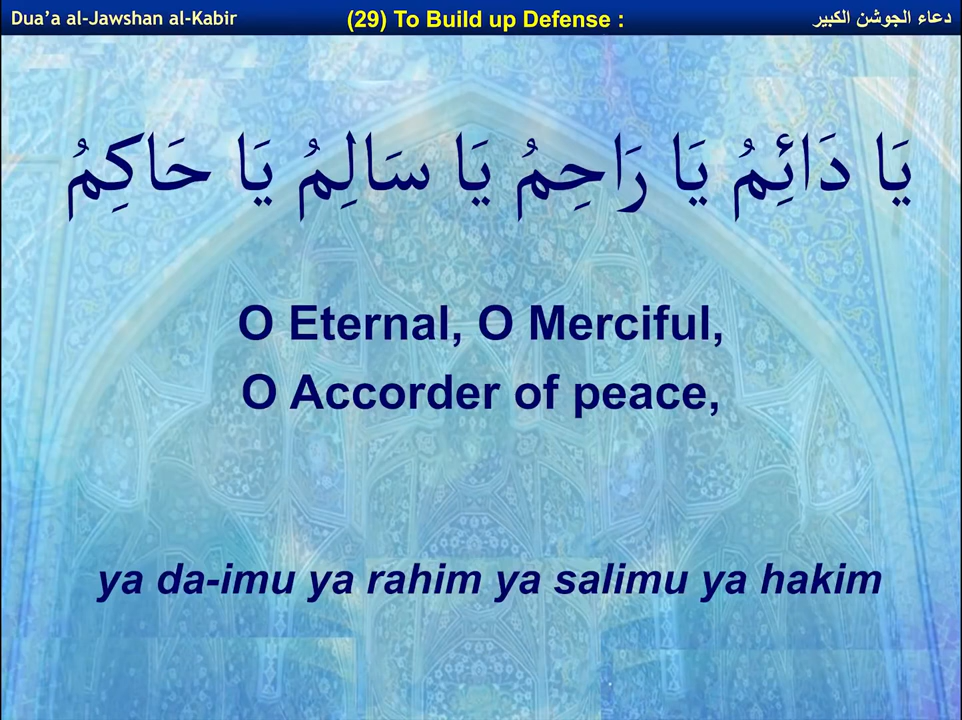 Dua’a al-Jawshan al-Kabir
(29) To Build up Defense :
دعاء الجوشن الكبير
يَا دَائِمُ يَا رَاحِمُ يَا سَالِمُ يَا حَاكِمُ
O Eternal, O Merciful,
O Accorder of peace,
ya da-imu ya rahim ya salimu ya hakim